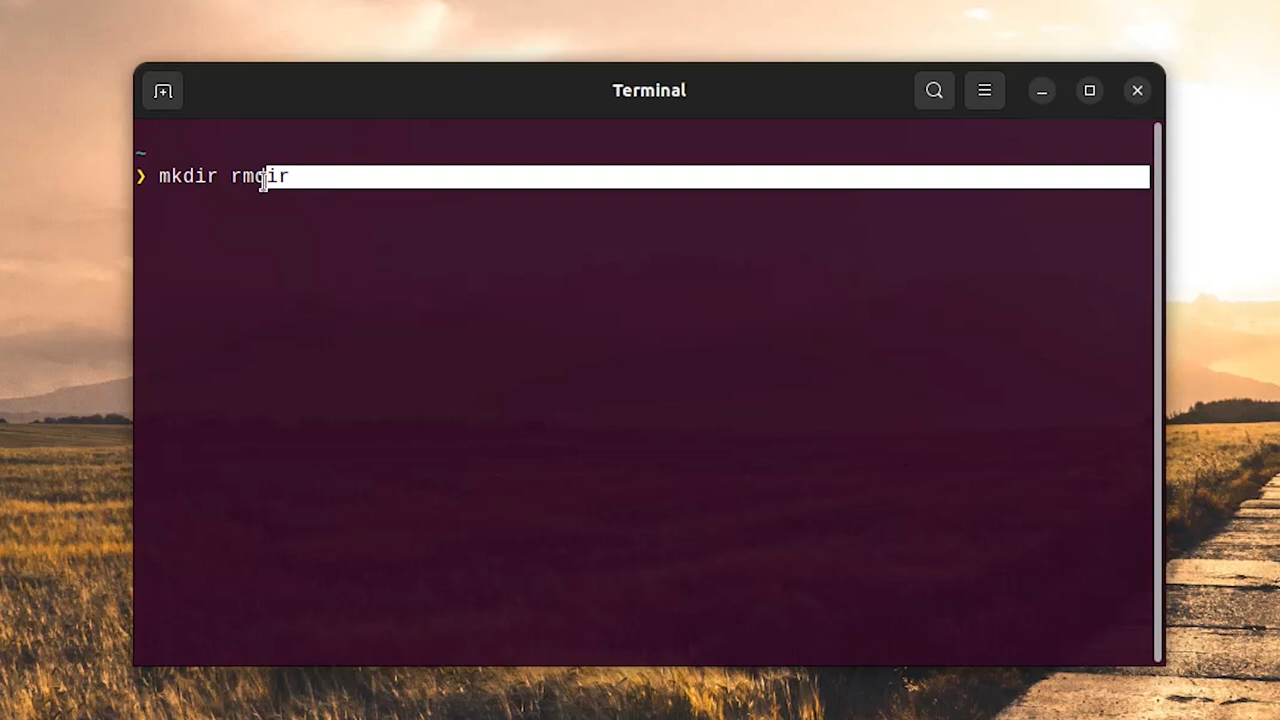 Terminal
~
❯ mkdir rmdir